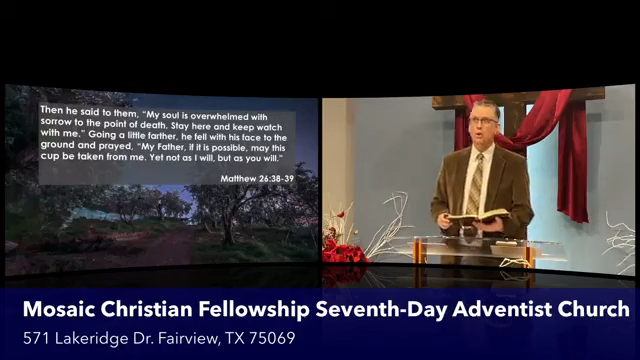 Then he said to them, “My soul is overwhelmed with
sorrow to the point of death. Stay here and keep watch
with me.” Going a little farther, he fell with his face to the
ground and prayed, “My Father, if it is possible, may this
cup be taken from me. Yet not as I will, but as you will.”
Matthew 26:38-39
Mosaic Christian Fellowship Seventh-Day Adventist Church
571 Lakeridge Dr. Fairview, TX 75069